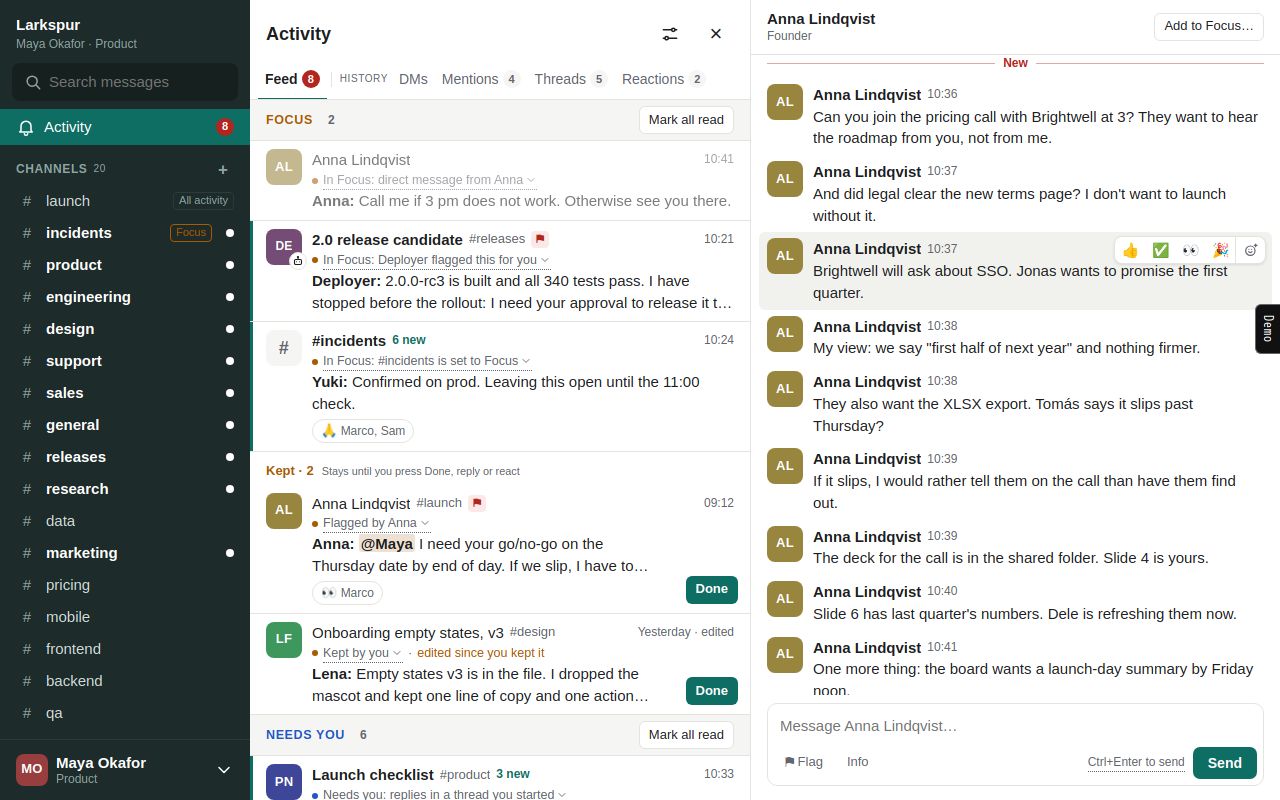 Larkspur
Maya Okafor · Product
Search messages
Activity 8
CHANNELS 20 +
# launch All activity
# incidents Focus
# product
# engineering
# design
# support
# sales
# general
# releases
# research
# data
# marketing
# pricing
# mobile
# frontend
# backend
# qa
MO Maya Okafor
Product
Activity
Feed 8 HISTORY DMs Mentions 4 Threads 5 Reactions 2
FOCUS 2 Mark all read
AL Anna Lindqvist 10:41
In Focus: direct message from Anna
Anna: Call me if 3 pm does not work. Otherwise see you there.
DE 2.0 release candidate #releases 10:21
In Focus: Deployer flagged this for you
Deployer: 2.0.0-rc3 is built and all 340 tests pass. I have
stopped before the rollout: I need your approval to release it t…
# #incidents 6 new 10:24
In Focus: #incidents is set to Focus
Yuki: Confirmed on prod. Leaving this open until the 11:00
check.
🙏 Marco, Sam
Kept · 2 Stays until you press Done, reply or react
AL Anna Lindqvist #launch 09:12
Flagged by Anna
Anna: @Maya I need your go/no-go on the
Thursday date by end of day. If we slip, I have to…
👀 Marco
Done
LF Onboarding empty states, v3 #design Yesterday · edited
Kept by you · edited since you kept it
Lena: Empty states v3 is in the file. I dropped the
mascot and kept one line of copy and one action…
Done
NEEDS YOU 6 Mark all read
PN Launch checklist #product 3 new 10:33
Needs you: replies in a thread you started
Anna Lindqvist
Founder
Add to Focus…
New
AL Anna Lindqvist 10:36
Can you join the pricing call with Brightwell at 3? They want to hear
the roadmap from you, not from me.
AL Anna Lindqvist 10:37
And did legal clear the new terms page? I don't want to launch
without it.
AL Anna Lindqvist 10:37
Brightwell will ask about SSO. Jonas wants to promise the first
quarter.
AL Anna Lindqvist 10:38
My view: we say "first half of next year" and nothing firmer.
AL Anna Lindqvist 10:38
They also want the XLSX export. Tomás says it slips past
Thursday?
AL Anna Lindqvist 10:39
If it slips, I would rather tell them on the call than have them find
out.
AL Anna Lindqvist 10:39
The deck for the call is in the shared folder. Slide 4 is yours.
AL Anna Lindqvist 10:40
Slide 6 has last quarter's numbers. Dele is refreshing them now.
AL Anna Lindqvist 10:41
One more thing: the board wants a launch-day summary by Friday
noon.
Message Anna Lindqvist…
Flag Info Ctrl+Enter to send Send
Demo